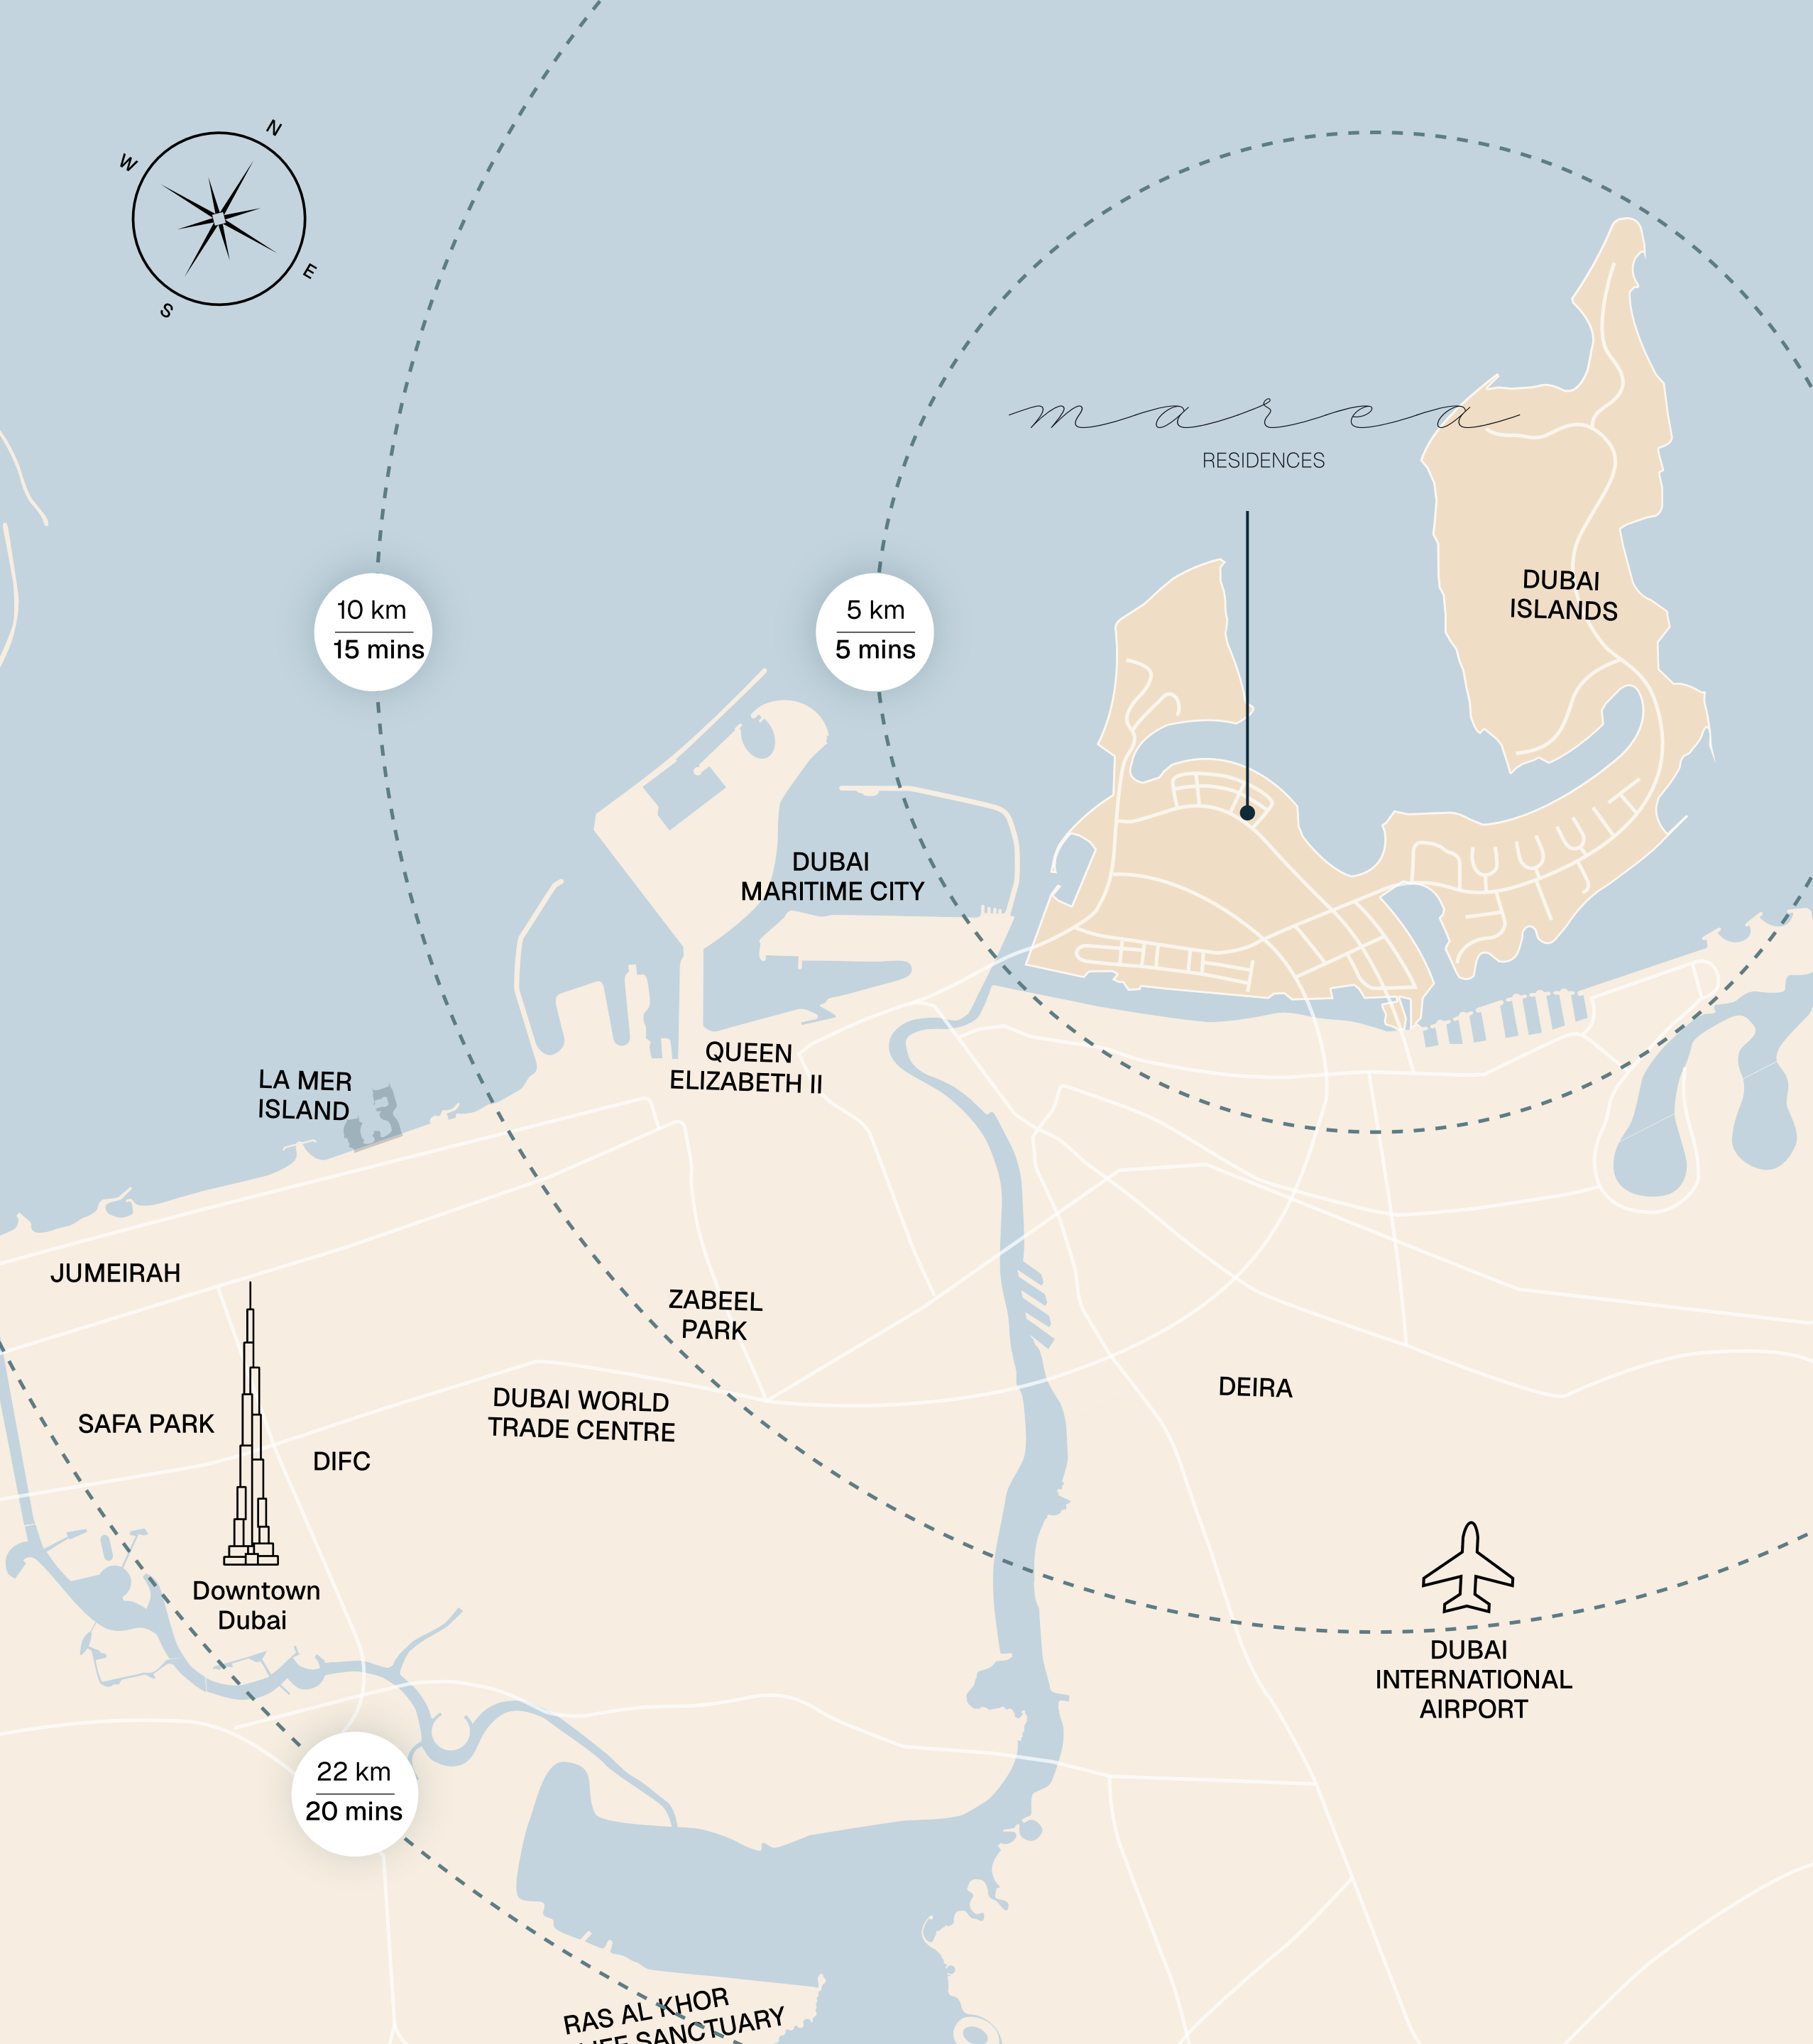 N
W
E
S
marea
RESIDENCES
DUBAI
ISLANDS
10 km
15 mins
5 km
5 mins
DUBAI
MARITIME CITY
QUEEN
ELIZABETH II
LA MER
ISLAND
JUMEIRAH
ZABEEL
PARK
DEIRA
DUBAI WORLD
TRADE CENTRE
SAFA PARK
DIFC
Downtown
Dubai
DUBAI
INTERNATIONAL
AIRPORT
22 km
20 mins
RAS AL KHOR
SANCTUARY